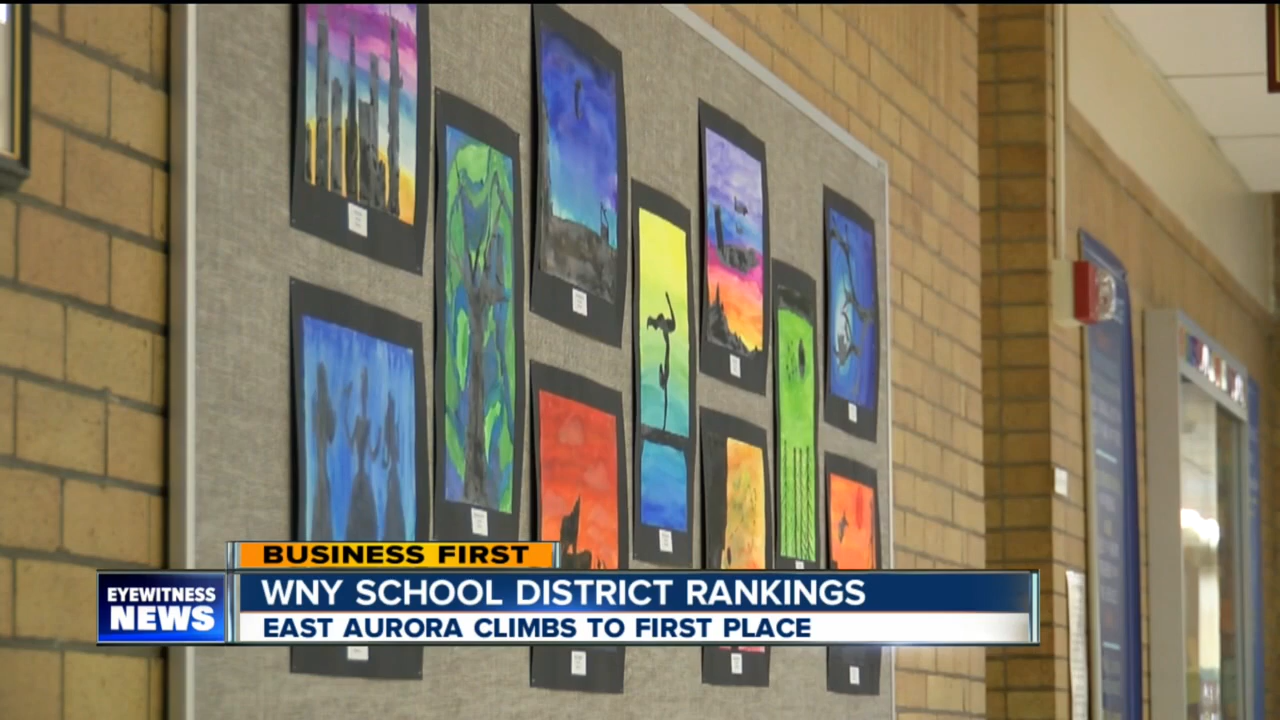 BUSINESS FIRST
EYEWITNESS
NEWS
WNY SCHOOL DISTRICT RANKINGS
EAST AURORA CLIMBS TO FIRST PLACE